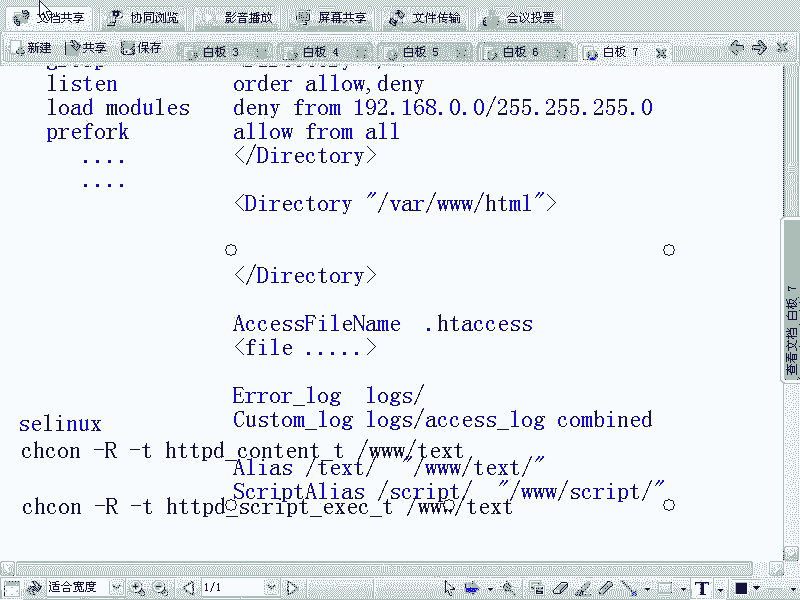 文档共享 协同浏览 影音播放 屏幕共享 文件传输 会议投票
新建 共享 保存 白板 3 白板 4 白板 5 白板 6 白板 7
listen order allow,deny
load modules deny from 192.168.0.0/255.255.255.0
prefork allow from all
.... </Directory>
....
<Directory "/var/www/html">
</Directory>
AccessFileName .htaccess
<file .....>
Error_log logs/
Custom_log logs/access_log combined
selinux
chcon -R -t httpd_content_t /www/text
Alias /text/ "/www/text/"
ScriptAlias /script/ "/www/script/"
chcon -R -t httpd_script_exec_t /www/text
查看文档 白板 7
适合宽度 1/1 T